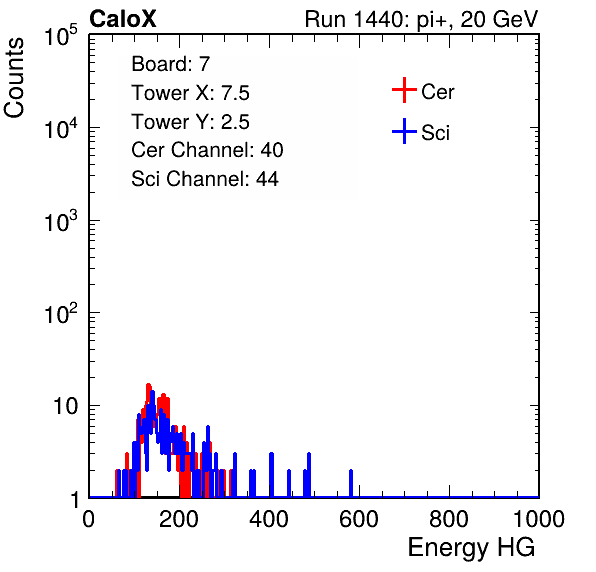 CaloX Run 1440: pi+, 20 GeV
Counts
Board: 7
Tower X: 7.5
Tower Y: 2.5
Cer Channel: 40
Sci Channel: 44
Cer
Sci
10^5
10^4
10^3
10^2
10
1
0 200 400 600 800 1000
Energy HG